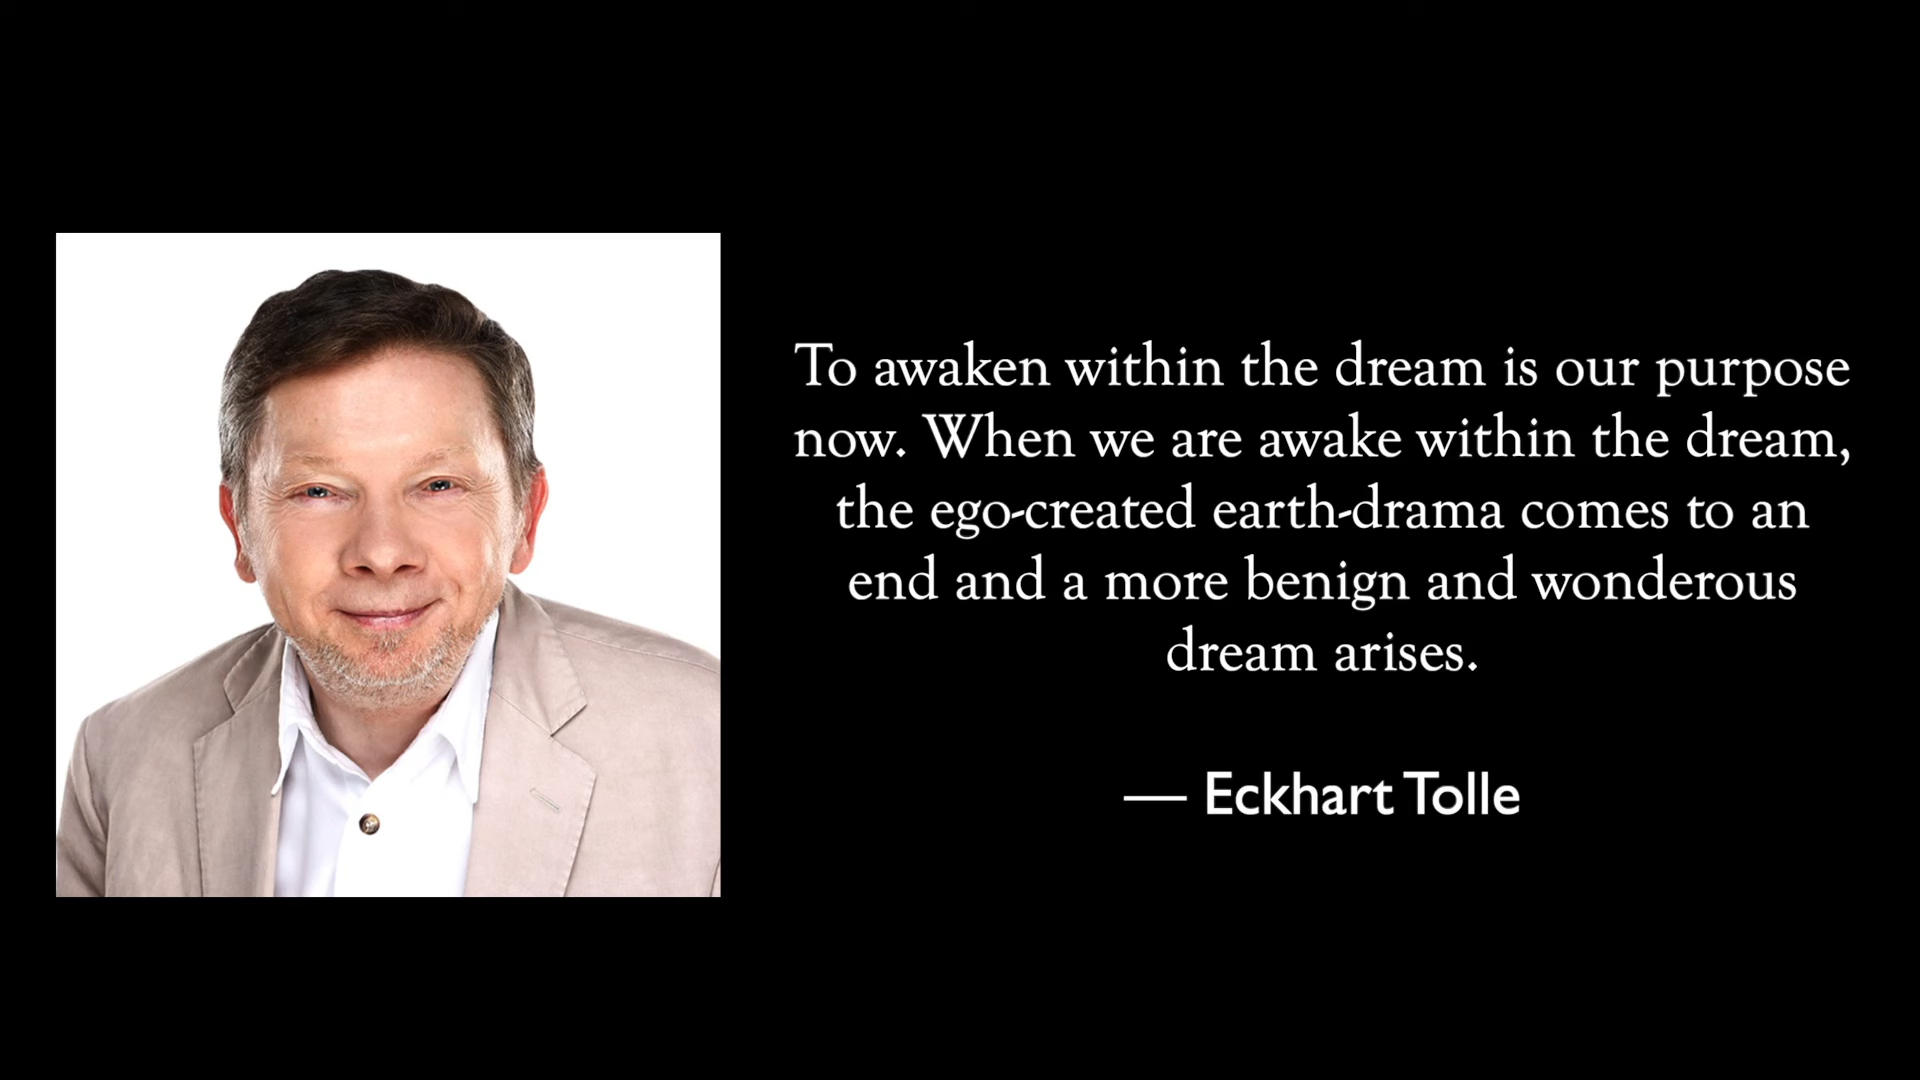 To awaken within the dream is our purpose
now. When we are awake within the dream,
the ego-created earth-drama comes to an
end and a more benign and wonderous
dream arises.
— Eckhart Tolle